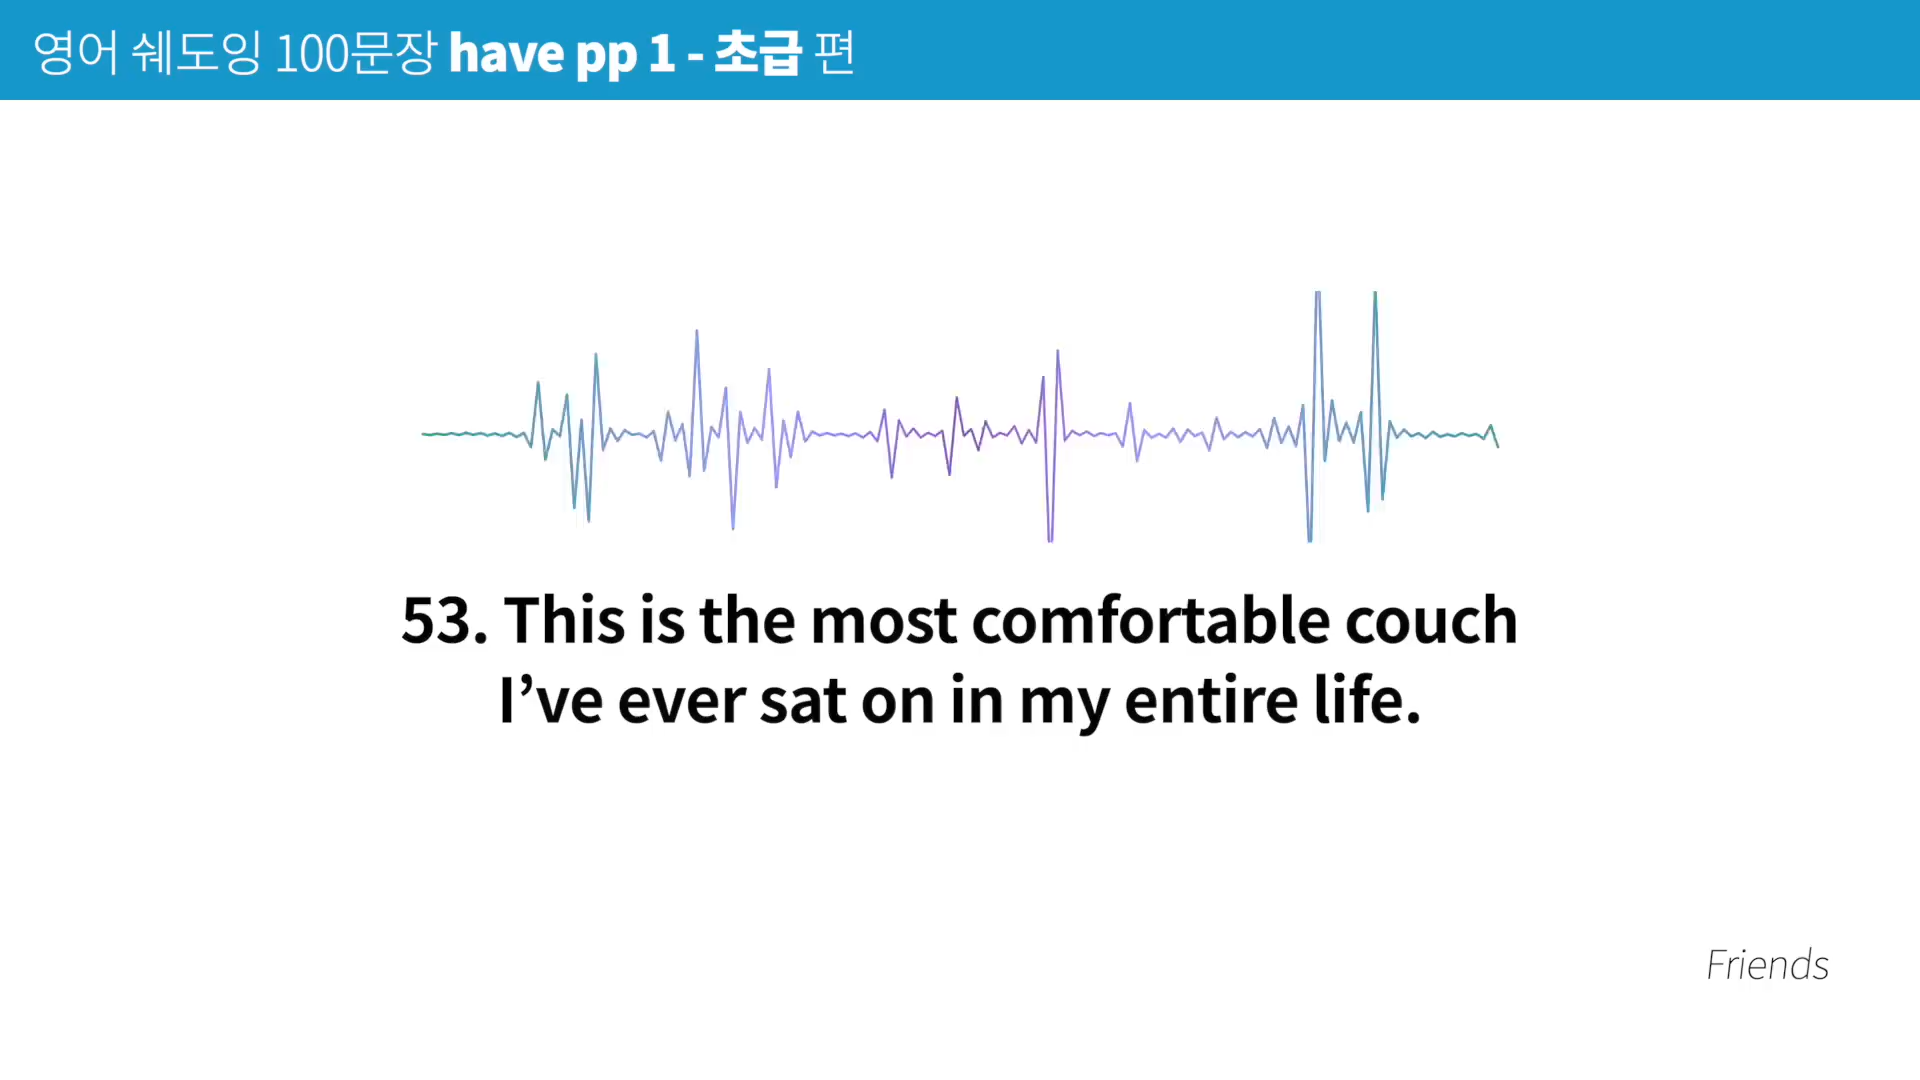 영어 쉐도잉 100문장 have pp 1 - 초급 편
53. This is the most comfortable couch
I’ve ever sat on in my entire life.
Friends